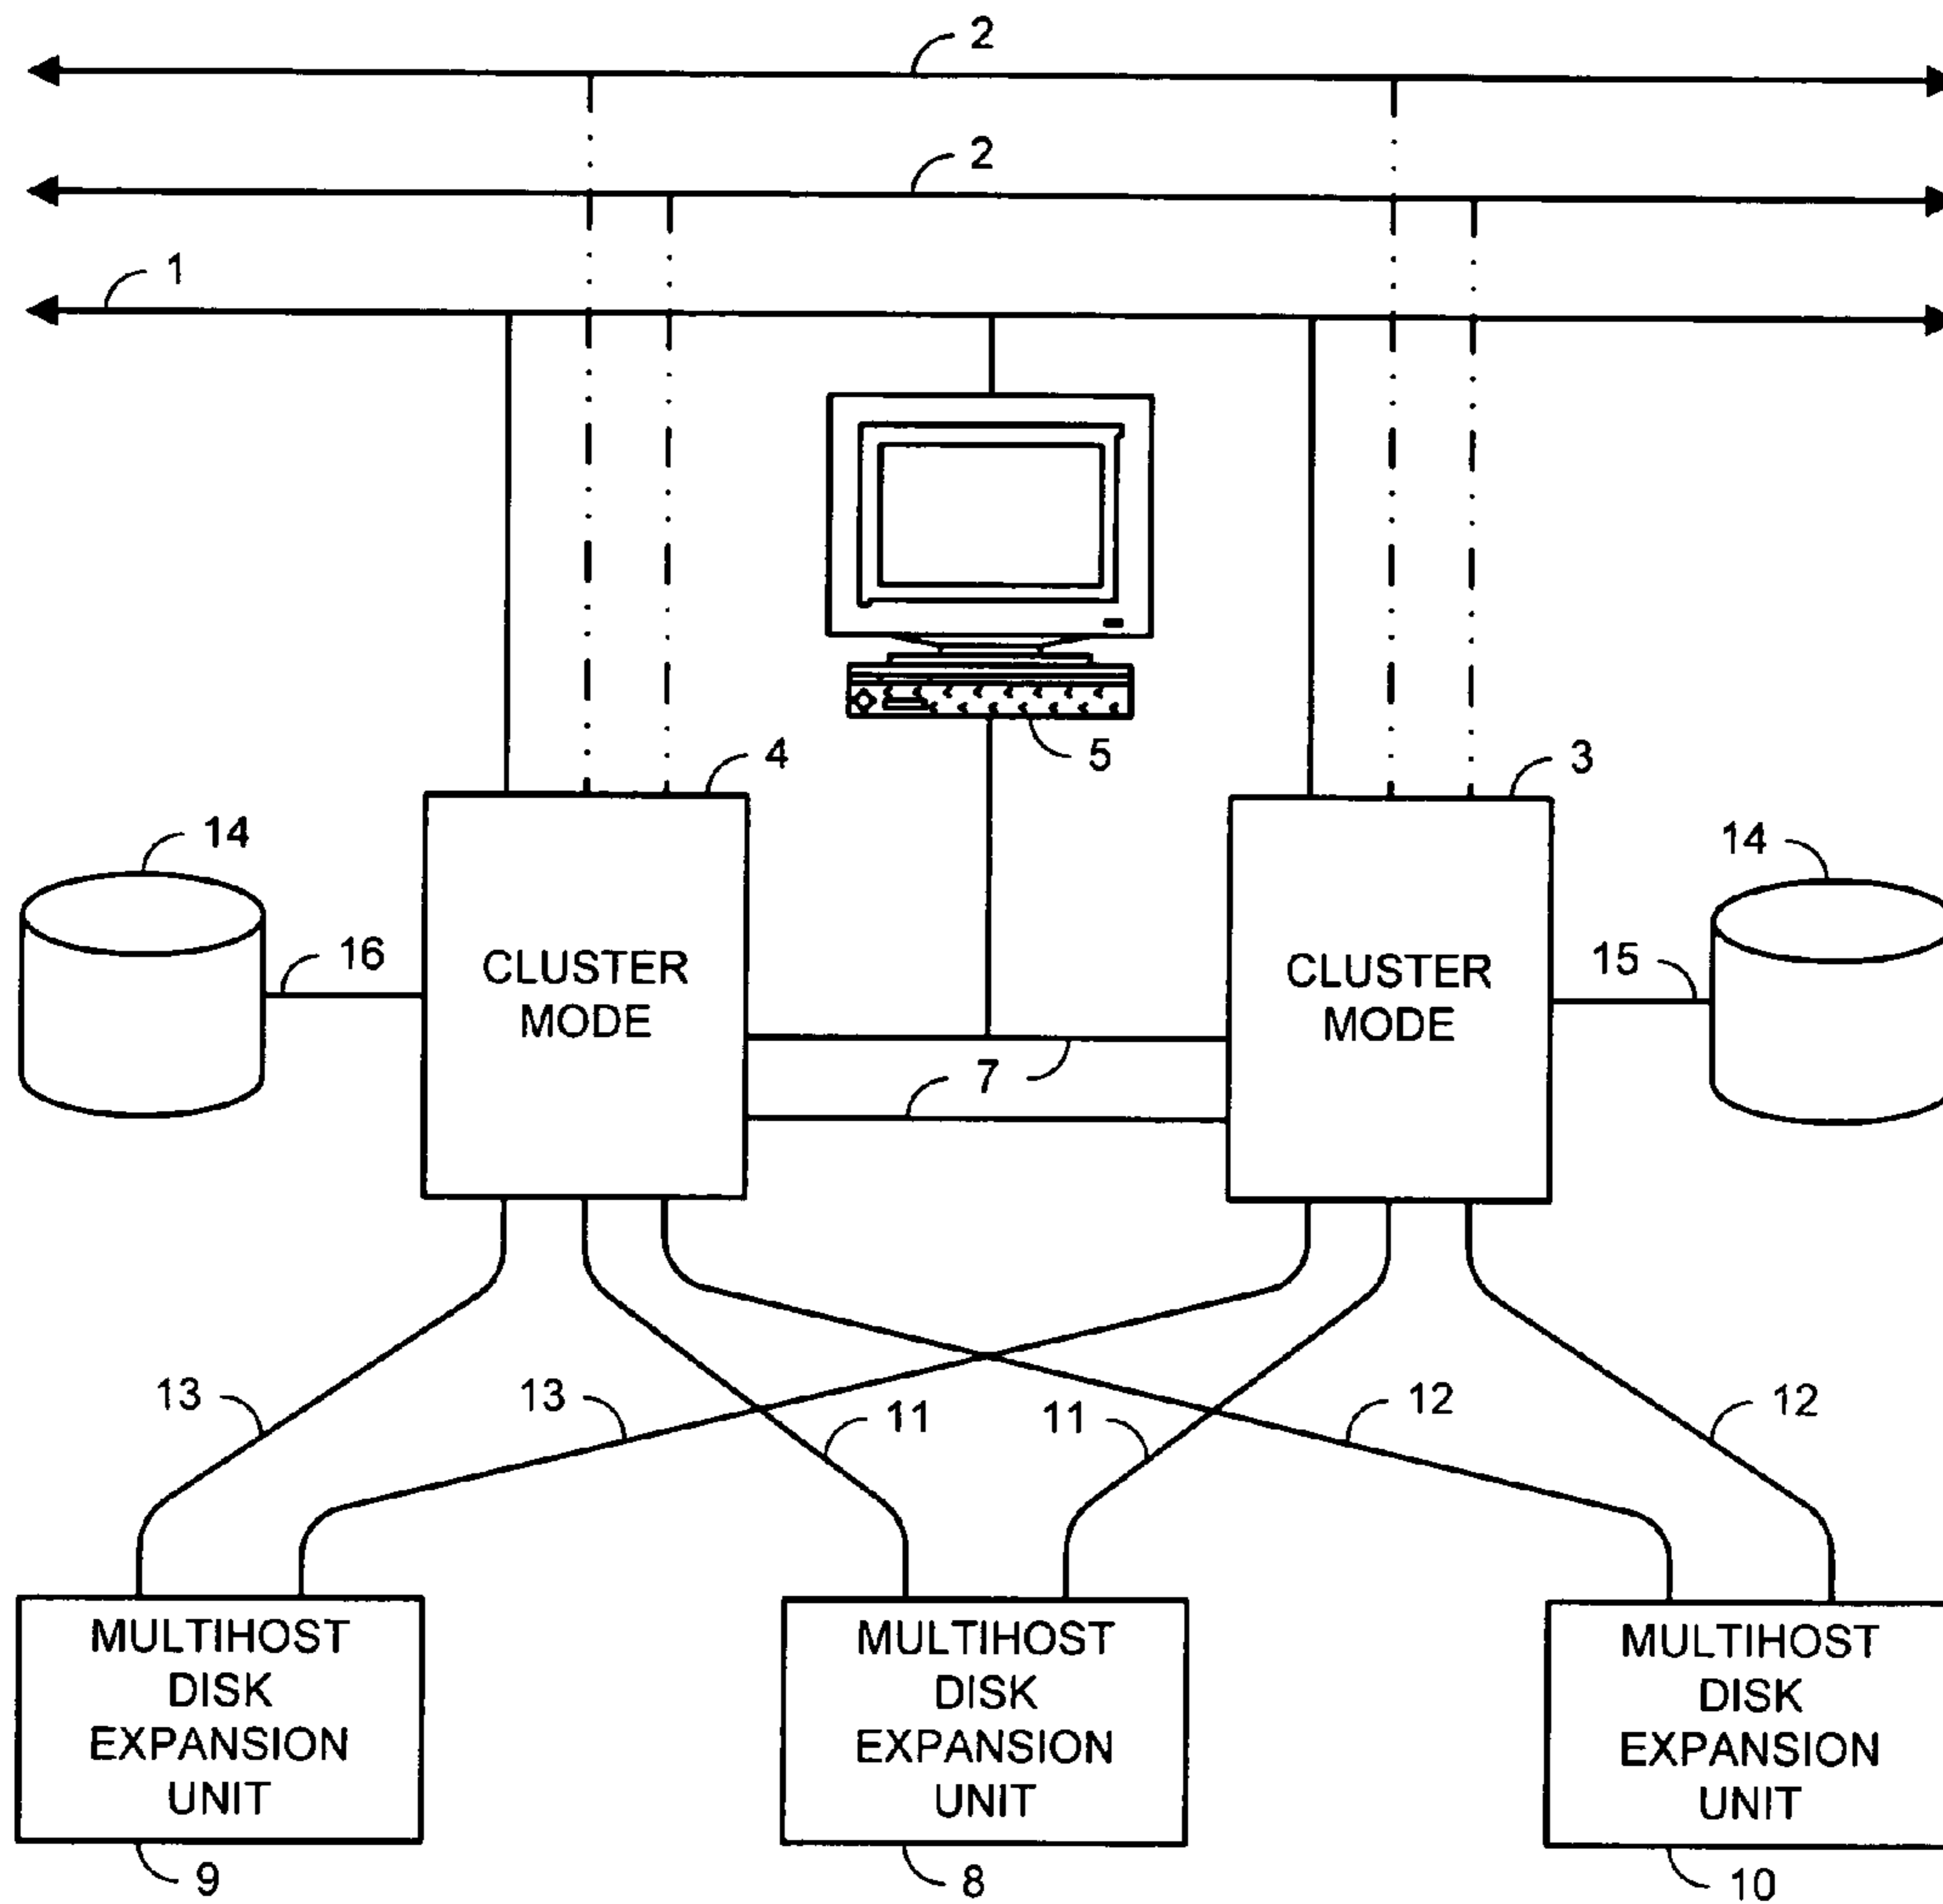 2
2
1
5
4
3
14
14
16
15
CLUSTER
MODE
CLUSTER
MODE
7
13
13
11
11
12
12
MULTIHOST
DISK
EXPANSION
UNIT
MULTIHOST
DISK
EXPANSION
UNIT
MULTIHOST
DISK
EXPANSION
UNIT
9
8
10